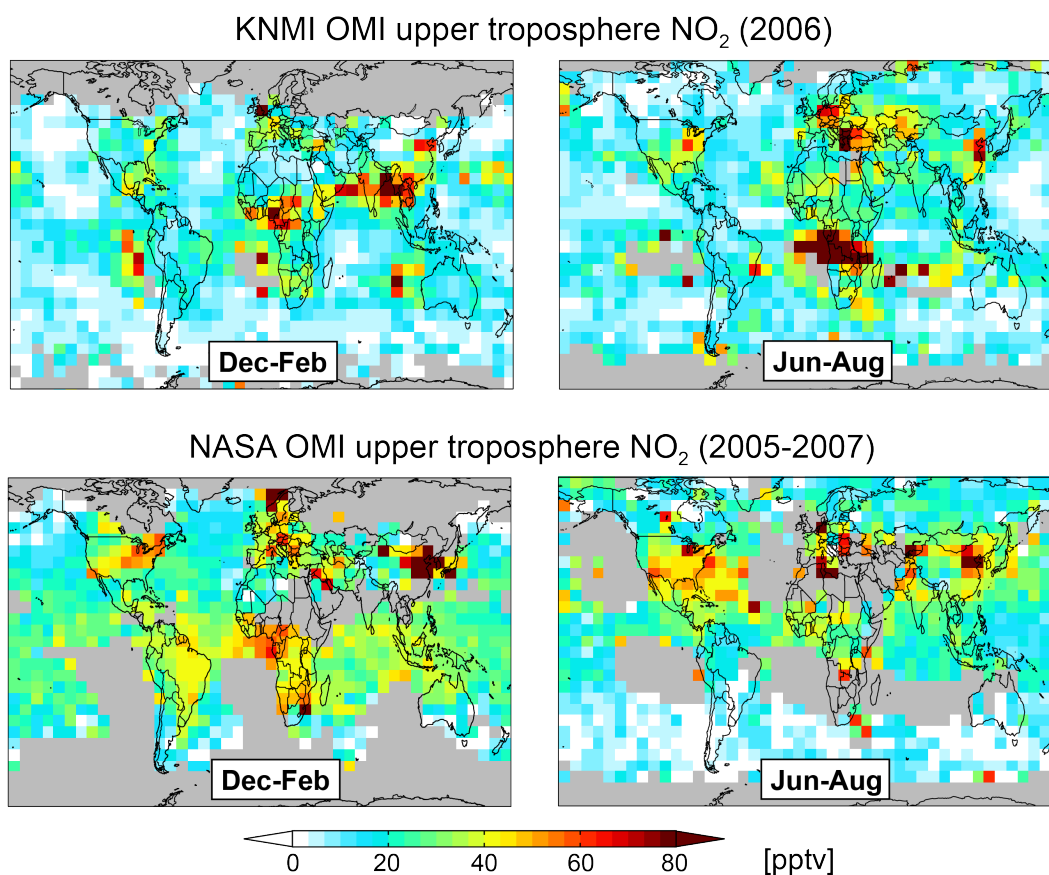 KNMI OMI upper troposphere NO₂ (2006)
Dec-Feb
Jun-Aug
NASA OMI upper troposphere NO₂ (2005-2007)
Dec-Feb
Jun-Aug
0 20 40 60 80 [pptv]